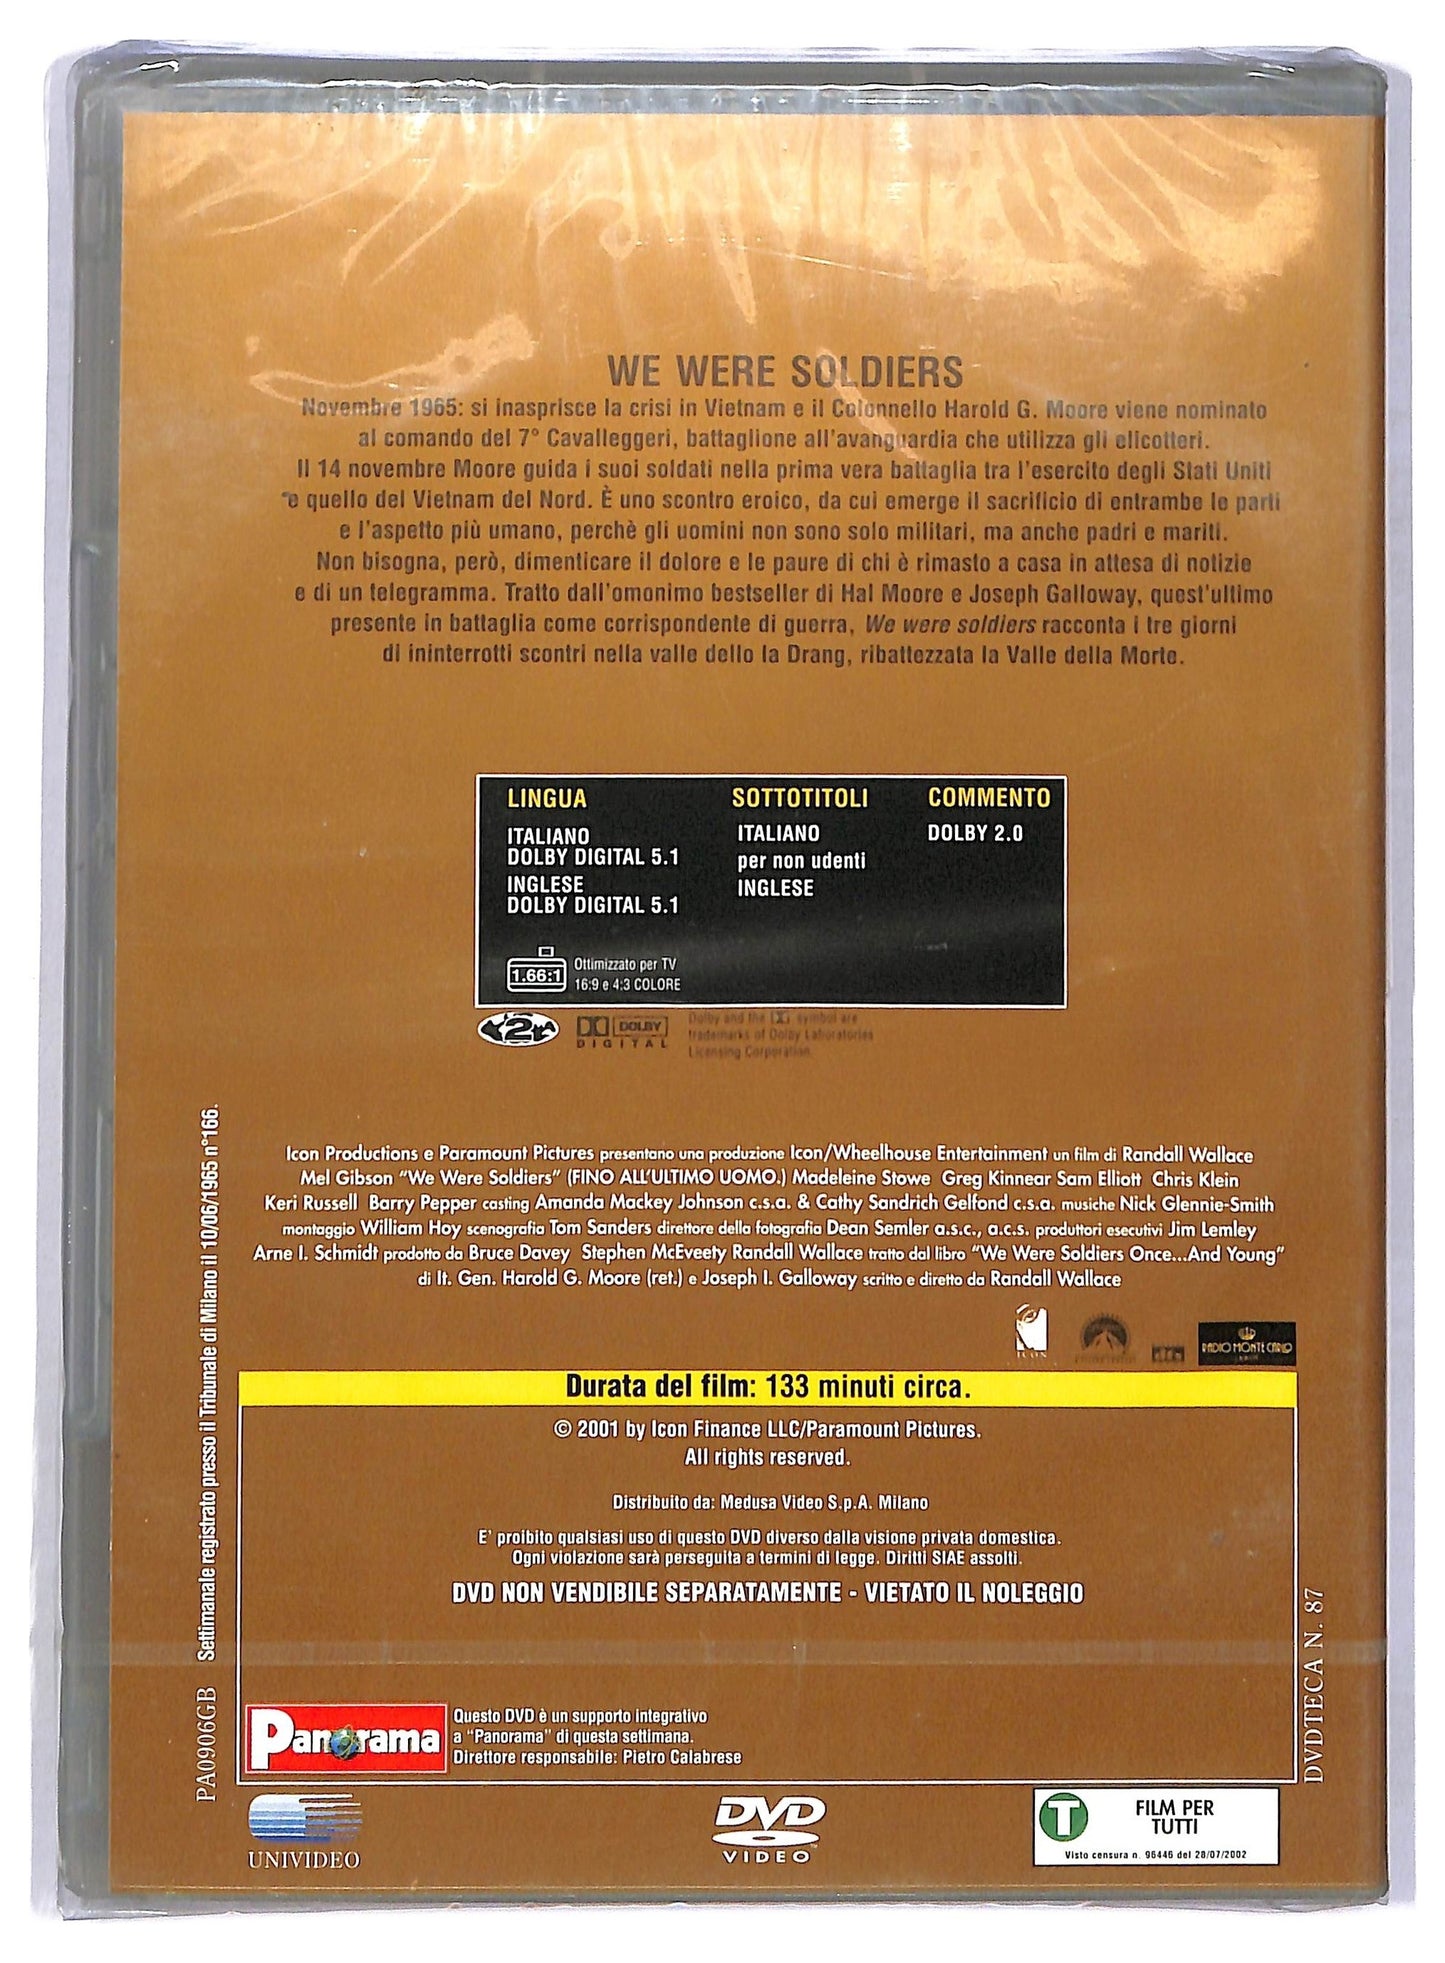 WE WERE SOLDIERS
Novembre 1965: si inasprisce la crisi in Vietnam e il Colonnello Harold G. Moore viene nominato
al comando del 7° Cavalleggeri, battaglione all'avanguardia che utilizza gli elicotteri.
Il 14 novembre Moore guida i suoi soldati nella prima vera battaglia tra l'esercito degli Stati Uniti
e quello del Vietnam del Nord. È uno scontro eroico, da cui emerge il sacrificio di entrambe le parti
e l'aspetto più umano, perchè gli uomini non sono solo militari, ma anche padri e mariti.
Non bisogna, però, dimenticare il dolore e le paure di chi è rimasto a casa in attesa di notizie
e di un telegramma. Tratto dall'omonimo bestseller di Hal Moore e Joseph Galloway, quest'ultimo
presente in battaglia come corrispondente di guerra, We were soldiers racconta i tre giorni
di ininterrotti scontri nella valle dello Ia Drang, ribattezzata la Valle della Morte.
LINGUA
ITALIANO
DOLBY DIGITAL 5.1
INGLESE
DOLBY DIGITAL 5.1
SOTTOTITOLI
ITALIANO
per non udenti
INGLESE
COMMENTO
DOLBY 2.0
1.66:1
Ottimizzato per TV
16:9 e 4:3 COLORE
2
DOLBY
DIGITAL
Dolby and the symbol are
trademarks of Dolby Laboratories
Licensing Corporation.
Icon Productions e Paramount Pictures presentano una produzione Icon/Wheelhouse Entertainment un film di Randall Wallace
Mel Gibson "We Were Soldiers" (FINO ALL'ULTIMO UOMO.) Madeleine Stowe Greg Kinnear Sam Elliott Chris Klein
Keri Russell Barry Pepper casting Amanda Mackey Johnson c.s.a. & Cathy Sandrich Gelfond c.s.a. musiche Nick Glennie-Smith
montaggio William Hoy scenografia Tom Sanders direttore della fotografia Dean Semler a.s.c., a.c.s. produttori esecutivi Jim Lemley
Arne I. Schmidt prodotto da Bruce Davey Stephen McEveety Randall Wallace tratto dal libro "We Were Soldiers Once...And Young"
di lt. Gen. Harold G. Moore (ret.) e Joseph I. Galloway scritto e diretto da Randall Wallace
ICON
dts
RADIO MONTE CARLO
Durata del film: 133 minuti circa.
© 2001 by Icon Finance LLC/Paramount Pictures.
All rights reserved.
Distribuito da: Medusa Video S.p.A. Milano
E' proibito qualsiasi uso di questo DVD diverso dalla visione privata domestica.
Ogni violazione sarà perseguita a termini di legge. Diritti SIAE assolti.
DVD NON VENDIBILE SEPARATAMENTE - VIETATO IL NOLEGGIO
Panorama
Questo DVD è un supporto integrativo
a "Panorama" di questa settimana.
Direttore responsabile: Pietro Calabrese
PA0906GB Settimanale registrato presso il Tribunale di Milano il 10/06/1965 n°166.
DVDTECA N. 87
UNIVIDEO
DVD
VIDEO
T
FILM PER
TUTTI
Visto censura n. 96446 del 28/07/2002